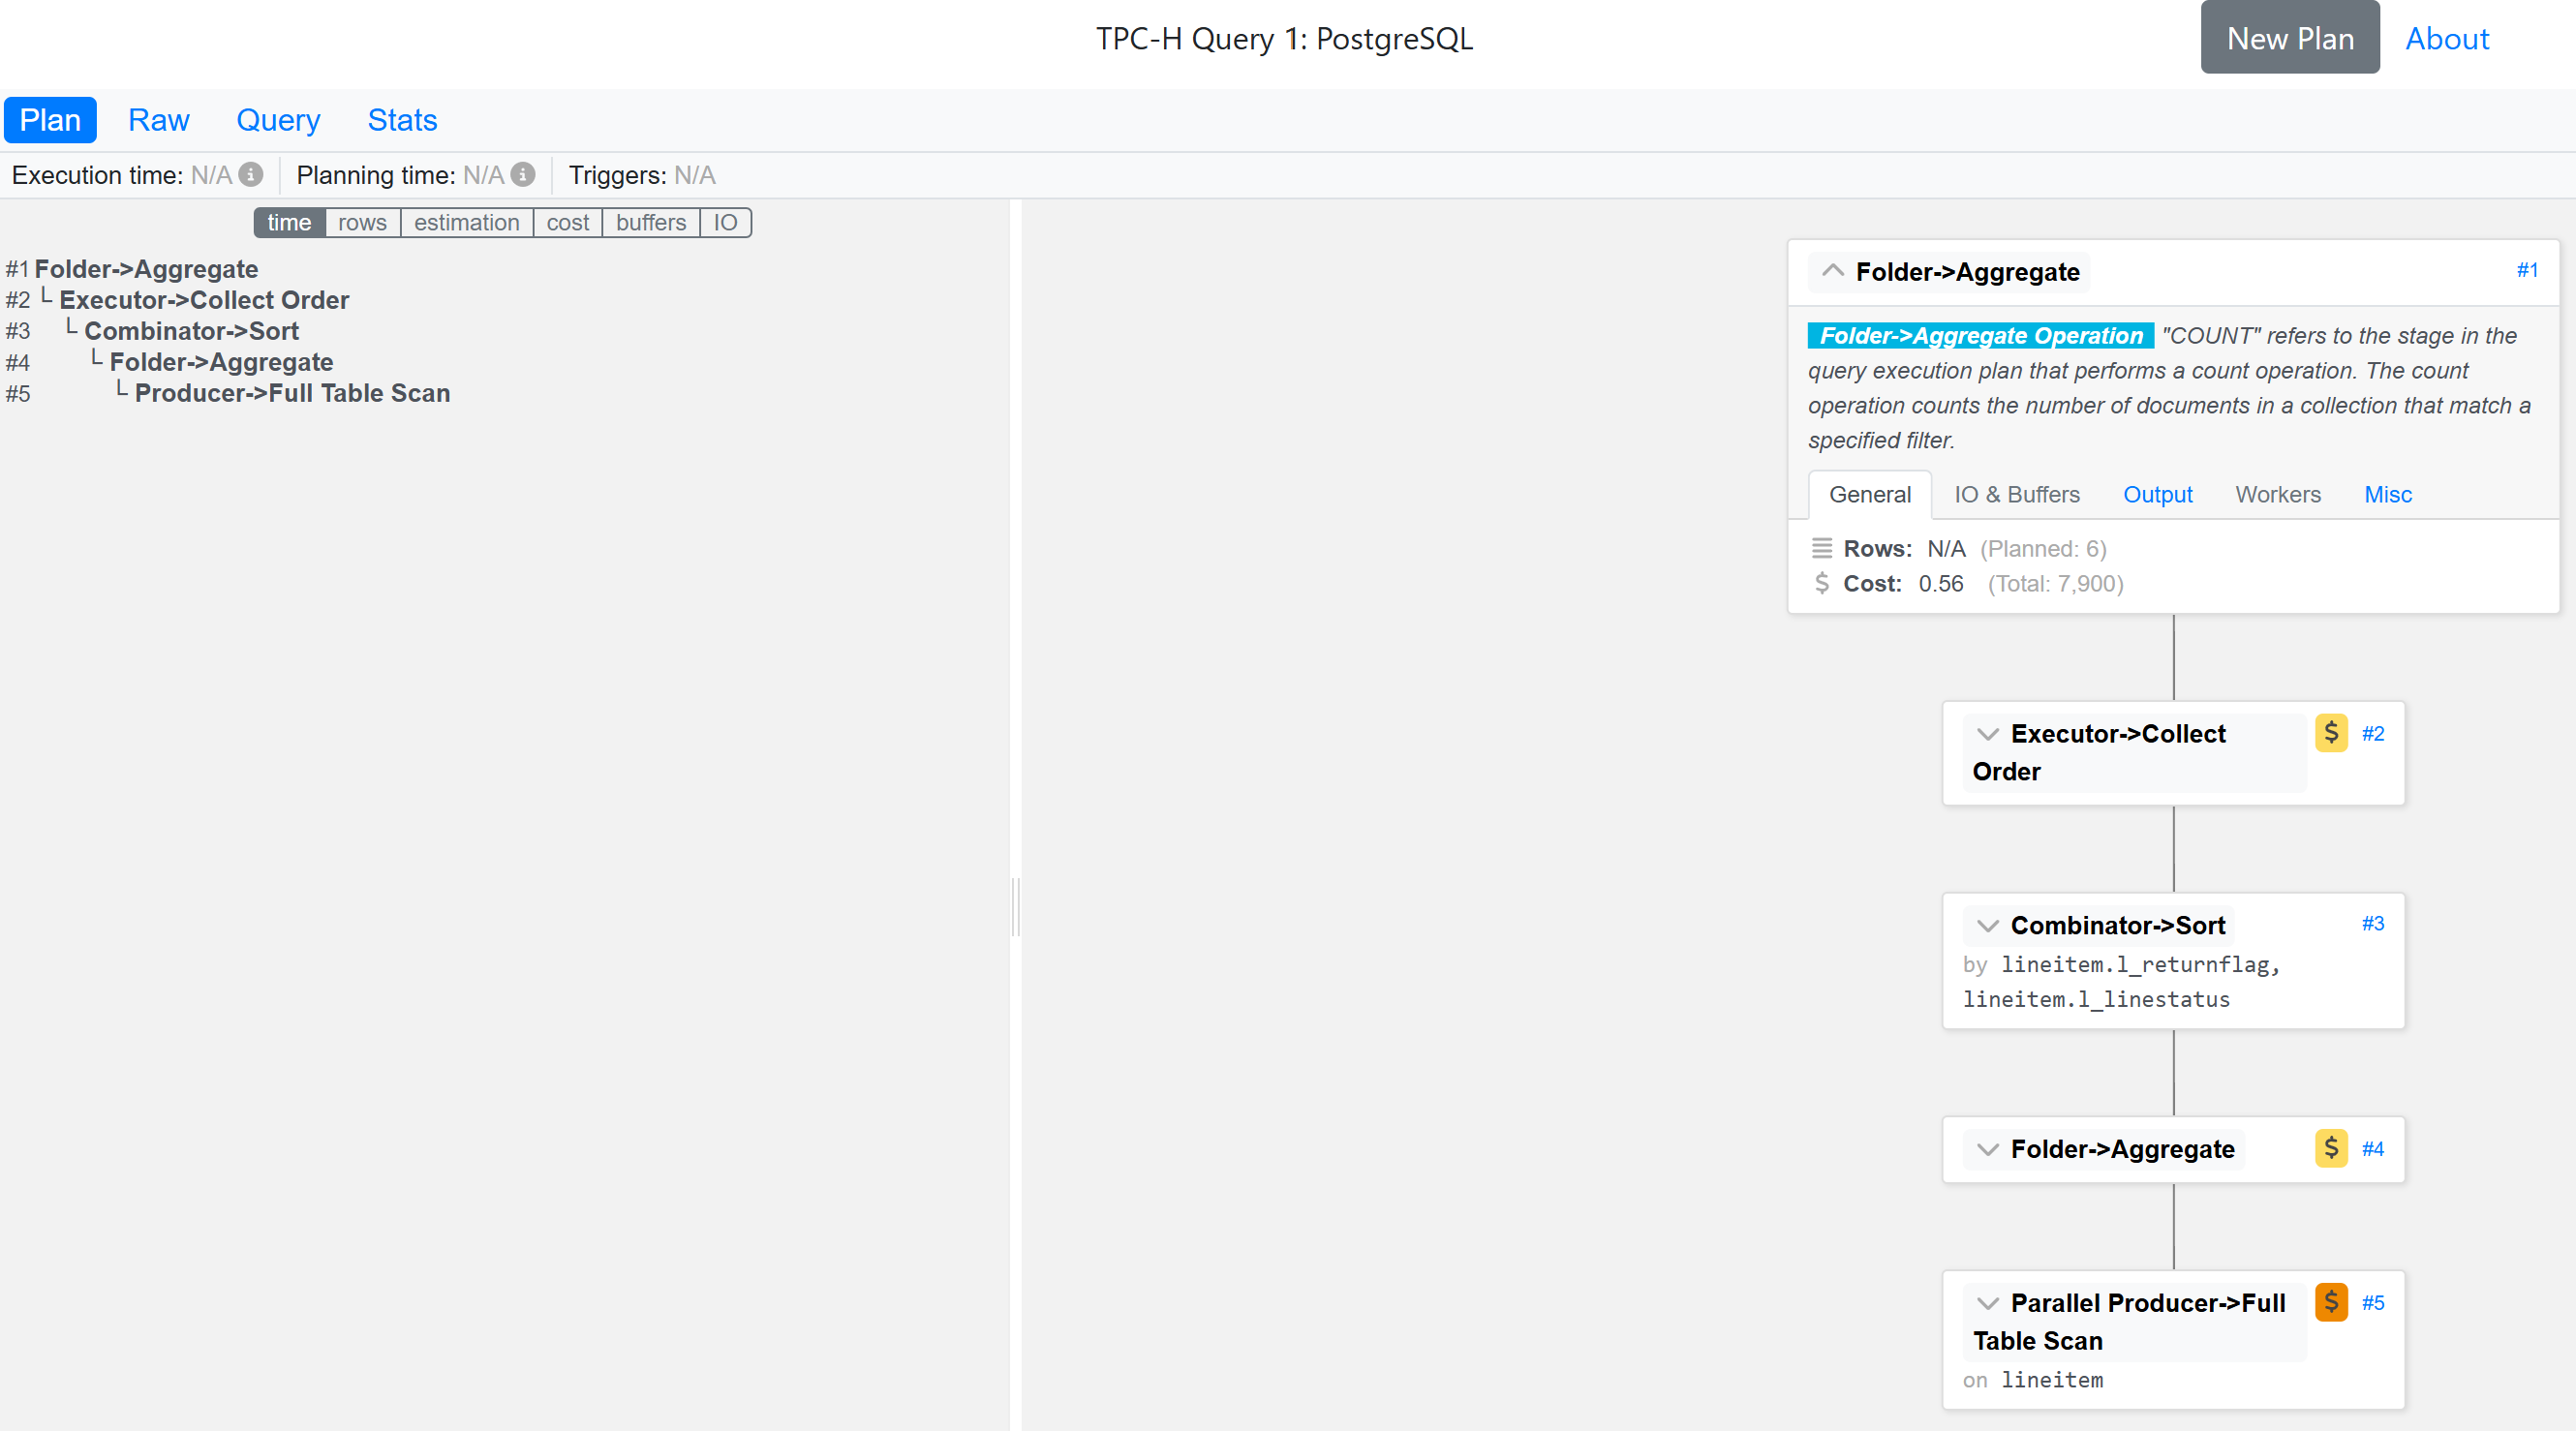 TPC-H Query 1: PostgreSQL
New Plan
About
Plan
Raw
Query
Stats
Execution time: N/A
Planning time: N/A
Triggers: N/A
time
rows
estimation
cost
buffers
IO
#1 Folder->Aggregate
#2 └ Executor->Collect Order
#3 └ Combinator->Sort
#4 └ Folder->Aggregate
#5 └ Producer->Full Table Scan
Folder->Aggregate
#1
Folder->Aggregate Operation "COUNT" refers to the stage in the
query execution plan that performs a count operation. The count
operation counts the number of documents in a collection that match a
specified filter.
General
IO & Buffers
Output
Workers
Misc
Rows: N/A (Planned: 6)
$ Cost: 0.56 (Total: 7,900)
Executor->Collect
Order
$
#2
Combinator->Sort
#3
by lineitem.l_returnflag,
lineitem.l_linestatus
Folder->Aggregate
$
#4
Parallel Producer->Full
Table Scan
$
#5
on lineitem